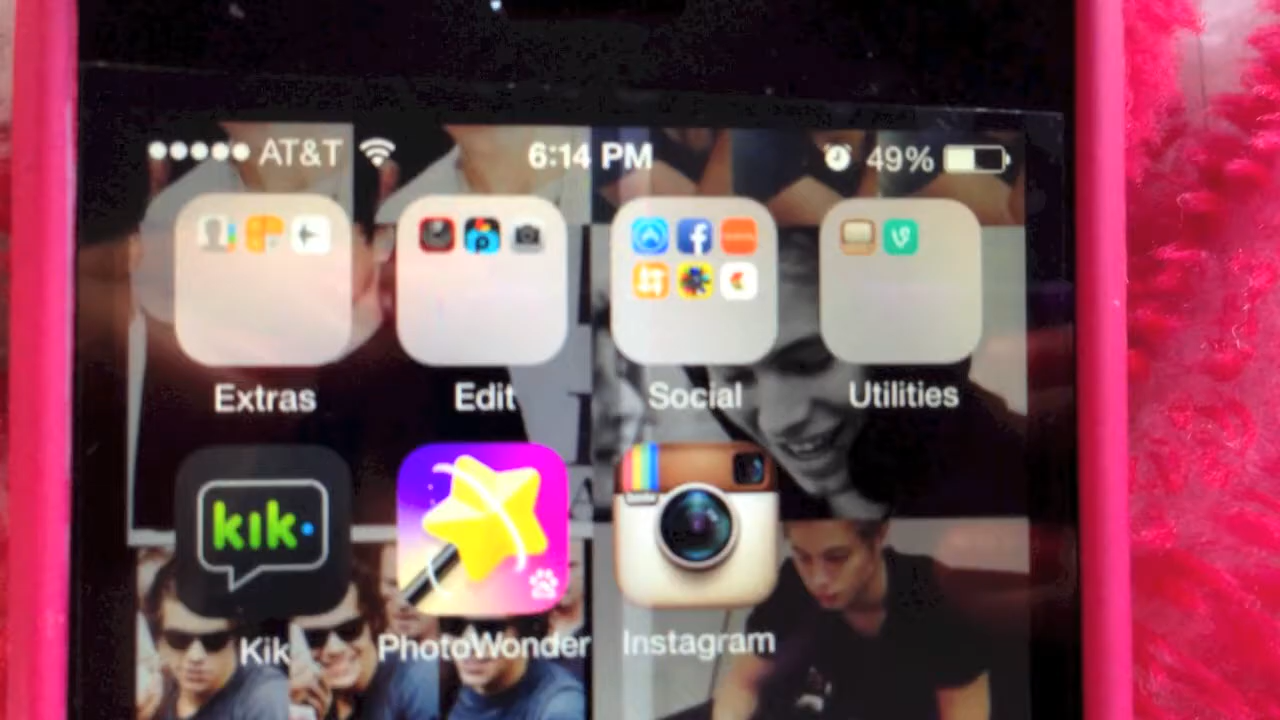 AT&T 6:14 PM 49%
Extras Edit Social Utilities
kik
Kik PhotoWonder Instagram